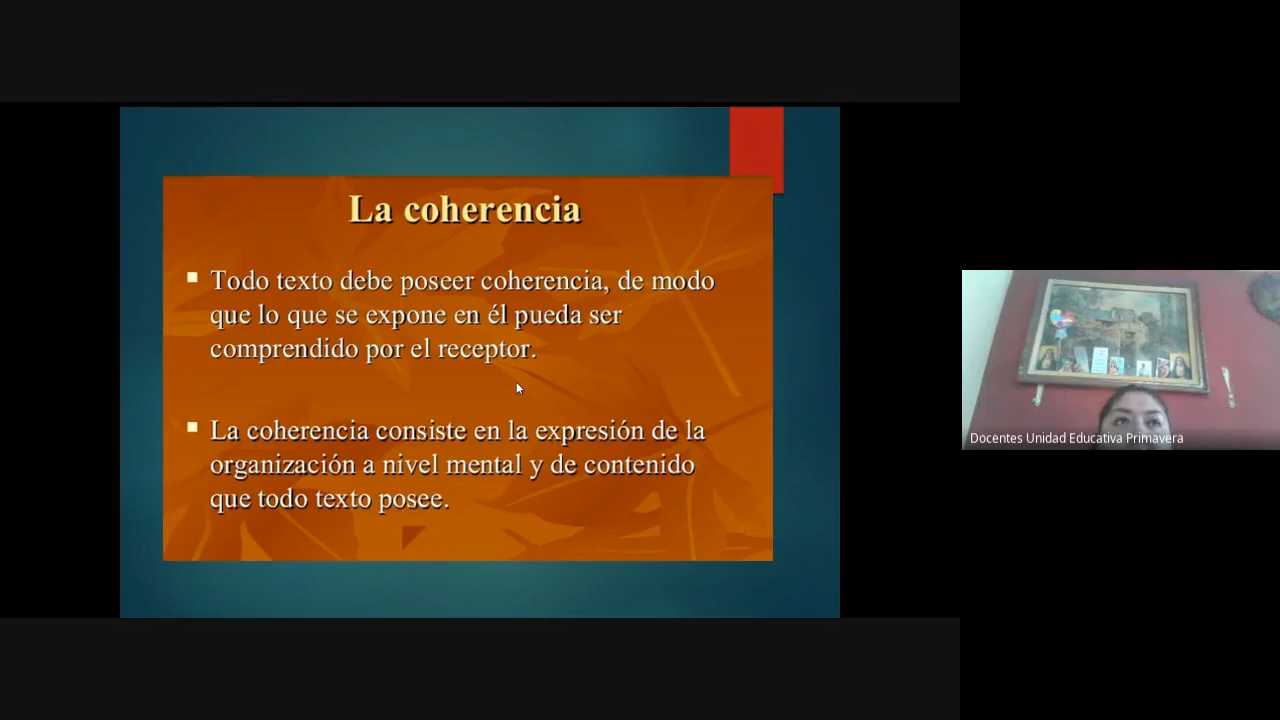 La coherencia
Todo texto debe poseer coherencia, de modo
que lo que se expone en él pueda ser
comprendido por el receptor.
La coherencia consiste en la expresión de la
organización a nivel mental y de contenido
que todo texto posee.
Docentes Unidad Educativa Primavera